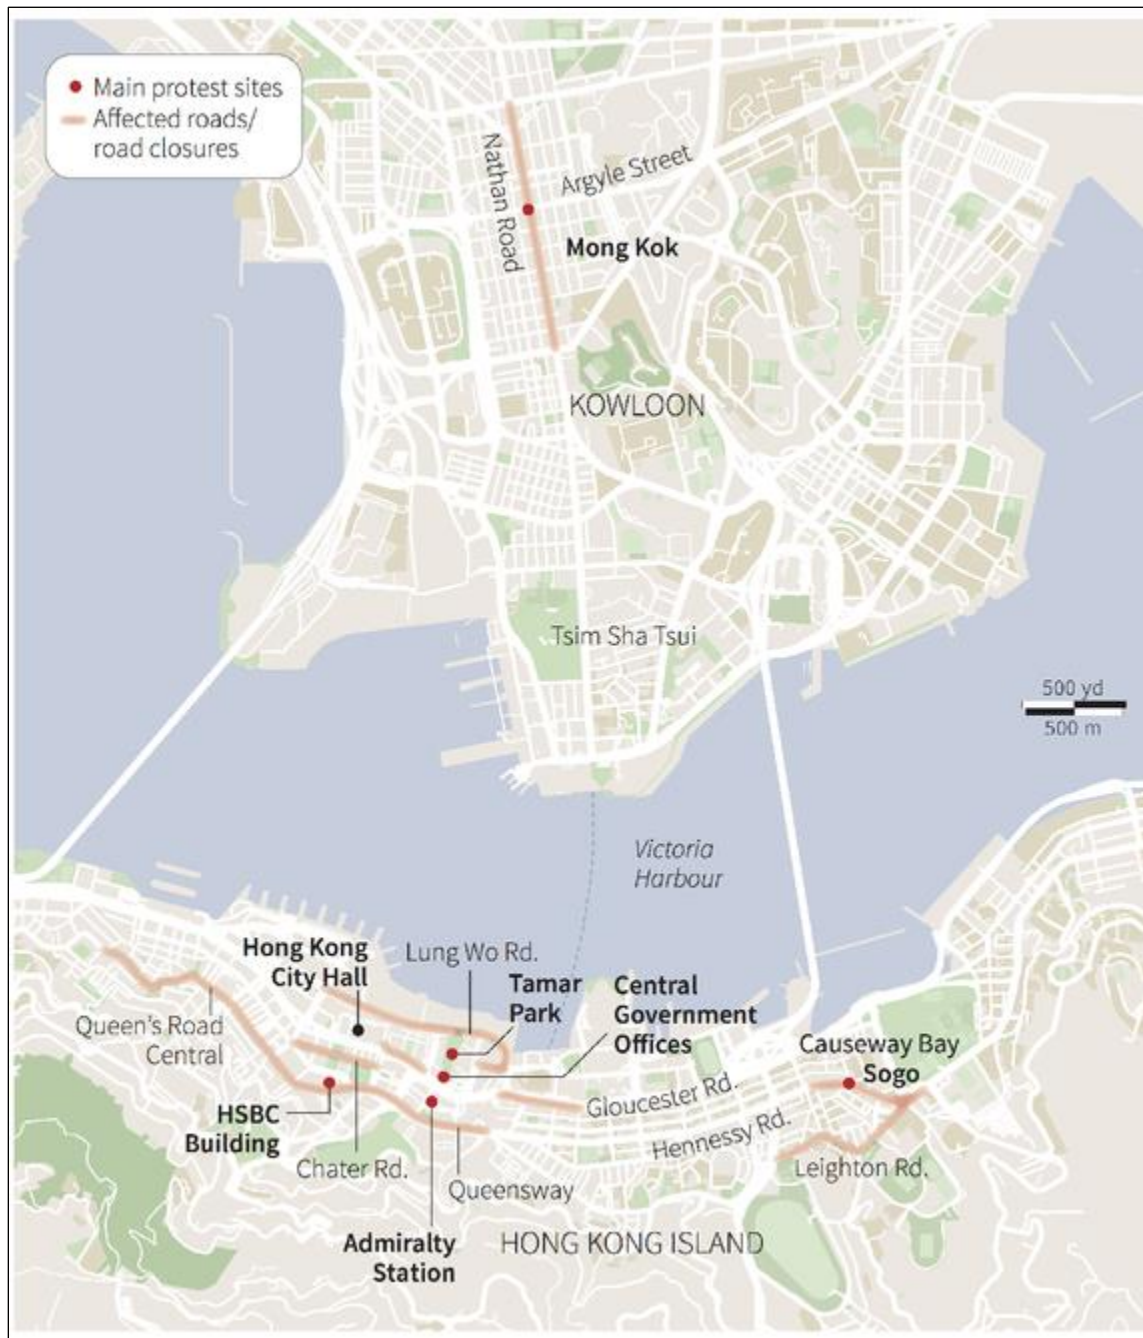 Main protest sites
Affected roads/
road closures
Nathan Road
Argyle Street
Mong Kok
KOWLOON
Tsim Sha Tsui
500 yd
500 m
Victoria
Harbour
Hong Kong
City Hall
Lung Wo Rd.
Tamar
Park
Central
Government
Offices
Queen's Road
Central
Causeway Bay
Sogo
Gloucester Rd.
HSBC
Building
Hennessy Rd.
Chater Rd.
Leighton Rd.
Queensway
Admiralty
Station
HONG KONG ISLAND